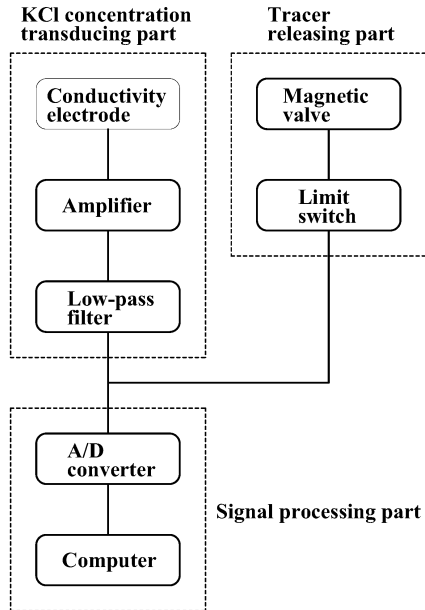 KCl concentration
transducing part
Tracer
releasing part
Conductivity
electrode
Magnetic
valve
Amplifier
Limit
switch
Low-pass
filter
A/D
converter
Signal processing part
Computer